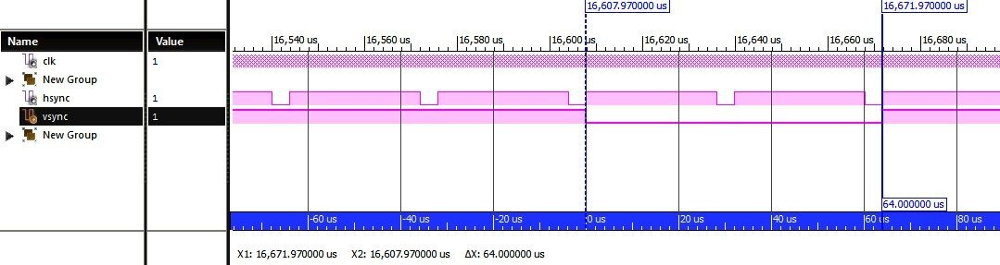 16,607.970000 us 16,671.970000 us
Name Value 16,540 us 16,560 us 16,580 us 16,600 us 16,620 us 16,640 us 16,660 us 16,680 us
clk 1
New Group
hsync 1
vsync 1
New Group
64.000000 us
-60 us -40 us -20 us 0 us 20 us 40 us 60 us 80 us
X1: 16,671.970000 us X2: 16,607.970000 us ΔX: 64.000000 us